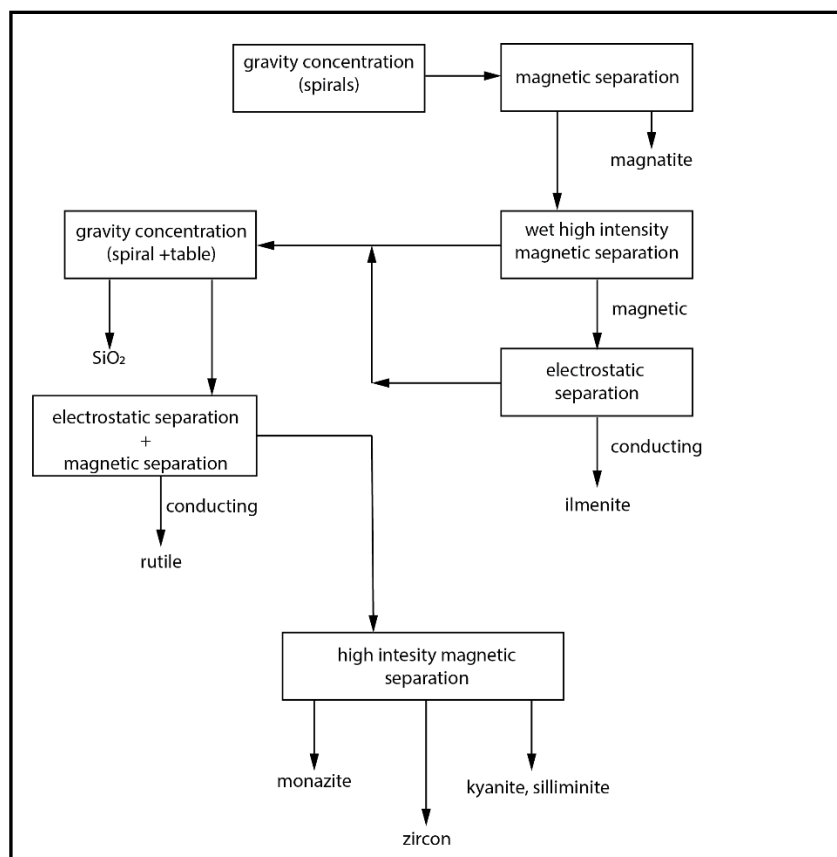 gravity concentration
(spirals)
magnetic separation
magnatite
gravity concentration
(spiral +table)
wet high intensity
magnetic separation
magnetic
SiO₂
electrostatic
separation
electrostatic separation
+
magnetic separation
conducting
conducting
ilmenite
rutile
high intesity magnetic
separation
monazite
kyanite, silliminite
zircon